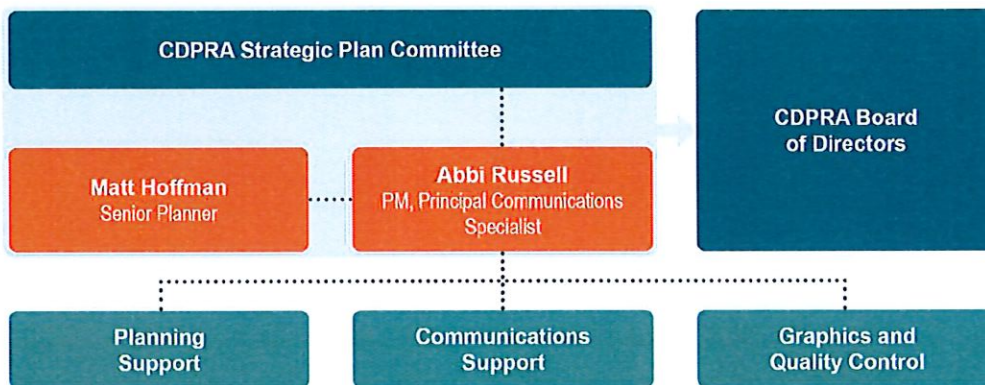 CDPRA Strategic Plan Committee
CDPRA Board
of Directors
Matt Hoffman
Senior Planner
Abbi Russell
PM, Principal Communications
Specialist
Planning
Support
Communications
Support
Graphics and
Quality Control